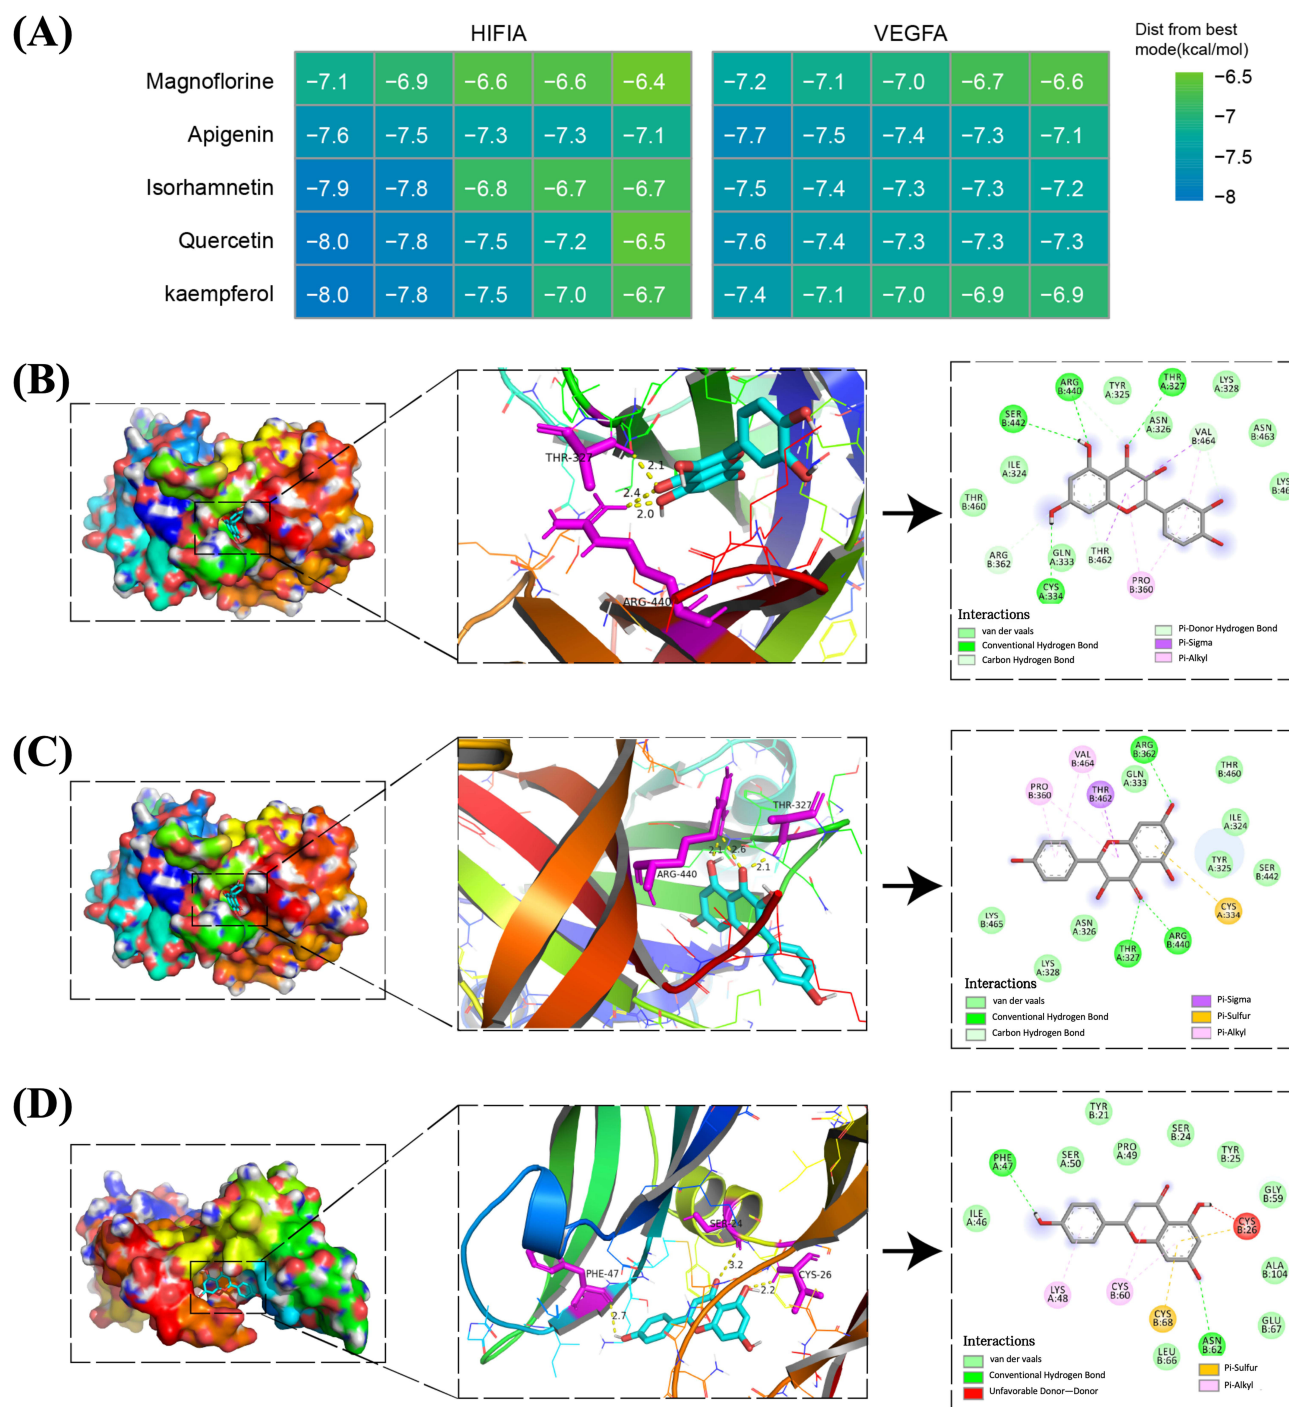 (A)
HIFIA
VEGFA
Dist from best
mode(kcal/mol)
Magnoflorine
−7.1 −6.9 −6.6 −6.6 −6.4
−7.2 −7.1 −7.0 −6.7 −6.6
Apigenin
−7.6 −7.5 −7.3 −7.3 −7.1
−7.7 −7.5 −7.4 −7.3 −7.1
Isorhamnetin
−7.9 −7.8 −6.8 −6.7 −6.7
−7.5 −7.4 −7.3 −7.3 −7.2
Quercetin
−8.0 −7.8 −7.5 −7.2 −6.5
−7.6 −7.4 −7.3 −7.3 −7.3
kaempferol
−8.0 −7.8 −7.5 −7.0 −6.7
−7.4 −7.1 −7.0 −6.9 −6.9
−6.5
−7
−7.5
−8
(B)
THR-327
2.1
2.4
2.0
ARG-440
ARG
B:440
TYR
A:325
THR
A:327
LYS
A:328
SER
B:442
ASN
A:326
VAL
B:464
ASN
B:463
ILE
A:324
THR
B:460
ARG
B:362
GLN
A:333
THR
B:462
CYS
A:334
PRO
B:360
Interactions
van der vaals
Conventional Hydrogen Bond
Carbon Hydrogen Bond
Pi-Donor Hydrogen Bond
Pi-Sigma
Pi-Alkyl
(C)
THR-327
2.1
2.6
2.1
ARG-440
VAL
B:464
ARG
B:362
GLN
A:333
THR
B:460
PRO
B:360
THR
B:462
ILE
A:324
TYR
A:325
SER
B:442
CYS
A:334
LYS
B:465
ASN
A:326
ARG
B:440
THR
A:327
LYS
A:328
Interactions
van der vaals
Conventional Hydrogen Bond
Carbon Hydrogen Bond
Pi-Sigma
Pi-Sulfur
Pi-Alkyl
(D)
SER-24
3.2
PHE-47
CYS-26
2.2
2.7
TYR
B:21
SER
B:24
PHE
A:47
SER
A:50
PRO
A:49
TYR
B:25
GLY
B:59
ILE
A:46
CYS
B:26
ALA
B:104
LYS
A:48
CYS
B:60
CYS
B:68
GLU
B:67
ASN
B:62
LEU
B:66
Interactions
van der vaals
Conventional Hydrogen Bond
Unfavorable Donor—Donor
Pi-Sulfur
Pi-Alkyl